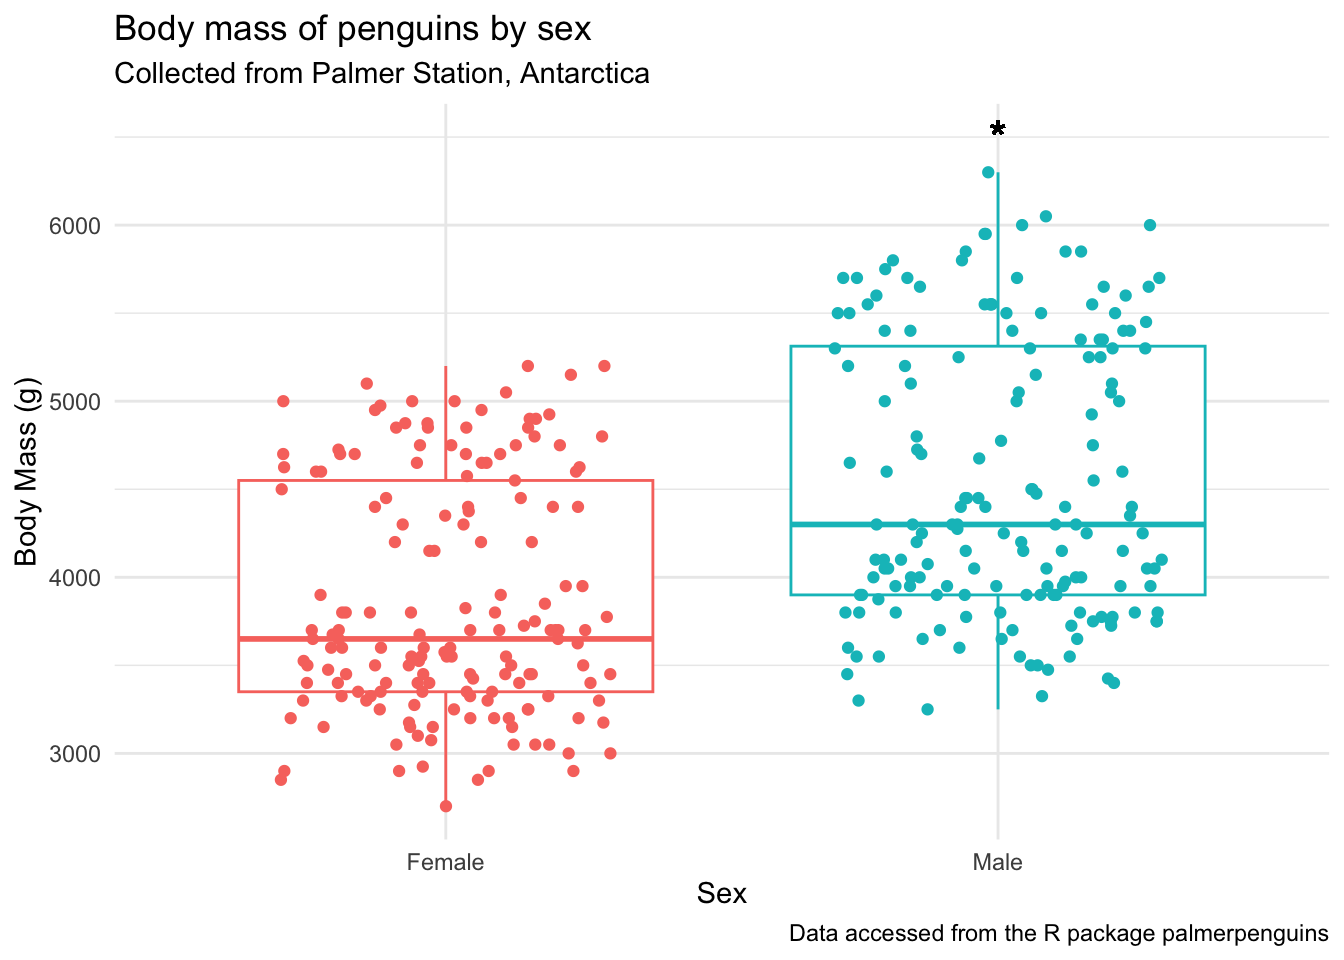 Body mass of penguins by sex
Collected from Palmer Station, Antarctica
*
6000
5000
4000
3000
Body Mass (g)
Female
Male
Sex
Data accessed from the R package palmerpenguins